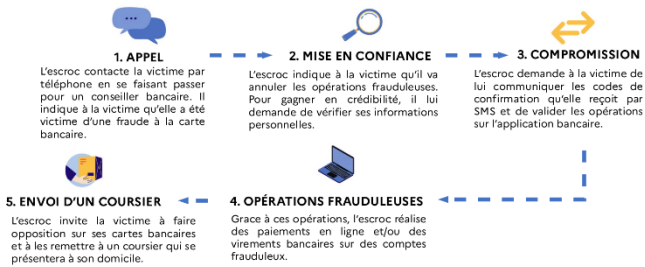 1. APPEL
L'escroc contacte la victime par
téléphone en se faisant passer
pour un conseiller bancaire. Il
indique à la victime qu'elle a été
victime d'une fraude à la carte
bancaire.
2. MISE EN CONFIANCE
L'escroc indique à la victime qu'il va
annuler les opérations frauduleuses.
Pour gagner en crédibilité, il lui
demande de vérifier ses informations
personnelles.
3. COMPROMISSION
L'escroc demande à la victime de
lui communiquer les codes de
confirmation qu'elle reçoit par
SMS et de valider les opérations
sur l'application bancaire.
4. OPÉRATIONS FRAUDULEUSES
Grace à ces opérations, l'escroc réalise
des paiements en ligne et/ou des
virements bancaires sur des comptes
frauduleux.
5. ENVOI D'UN COURSIER
L'escroc invite la victime à faire
opposition sur ses cartes bancaires
et à les remettre à un coursier qui se
présentera à son domicile.